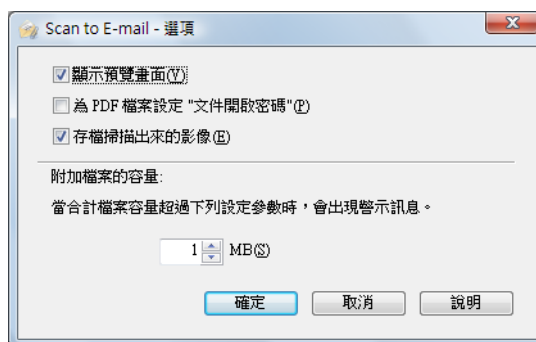 Scan to E-mail - 選項
顯示預覽畫面(V)
為 PDF 檔案設定 "文件開啟密碼"(P)
存檔掃描出來的影像(E)
附加檔案的容量:
當合計檔案容量超過下列設定參數時，會出現警示訊息。
1 MB(S)
確定 取消 說明